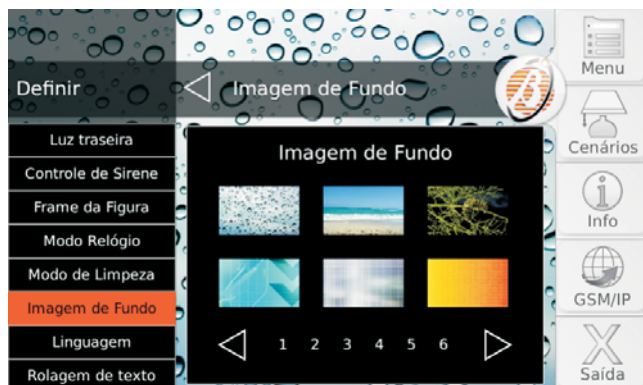 Definir
Imagem de Fundo
Luz traseira
Controle de Sirene
Frame da Figura
Modo Relógio
Modo de Limpeza
Imagem de Fundo
Linguagem
Rolagem de texto
Imagem de Fundo
1 2 3 4 5 6
Menu
Cenários
Info
GSM/IP
Saída